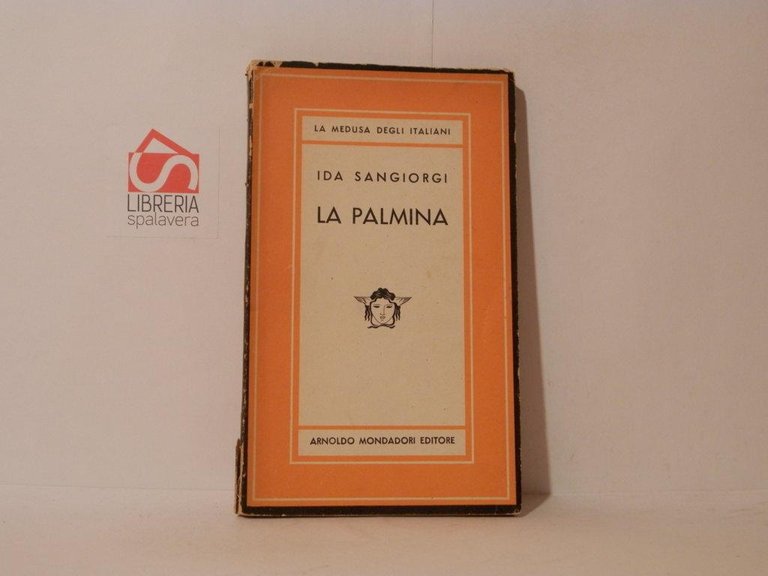 LA MEDUSA DEGLI ITALIANI
IDA SANGIORGI
LA PALMINA
ARNOLDO MONDADORI EDITORE
LIBRERIA
spalavera